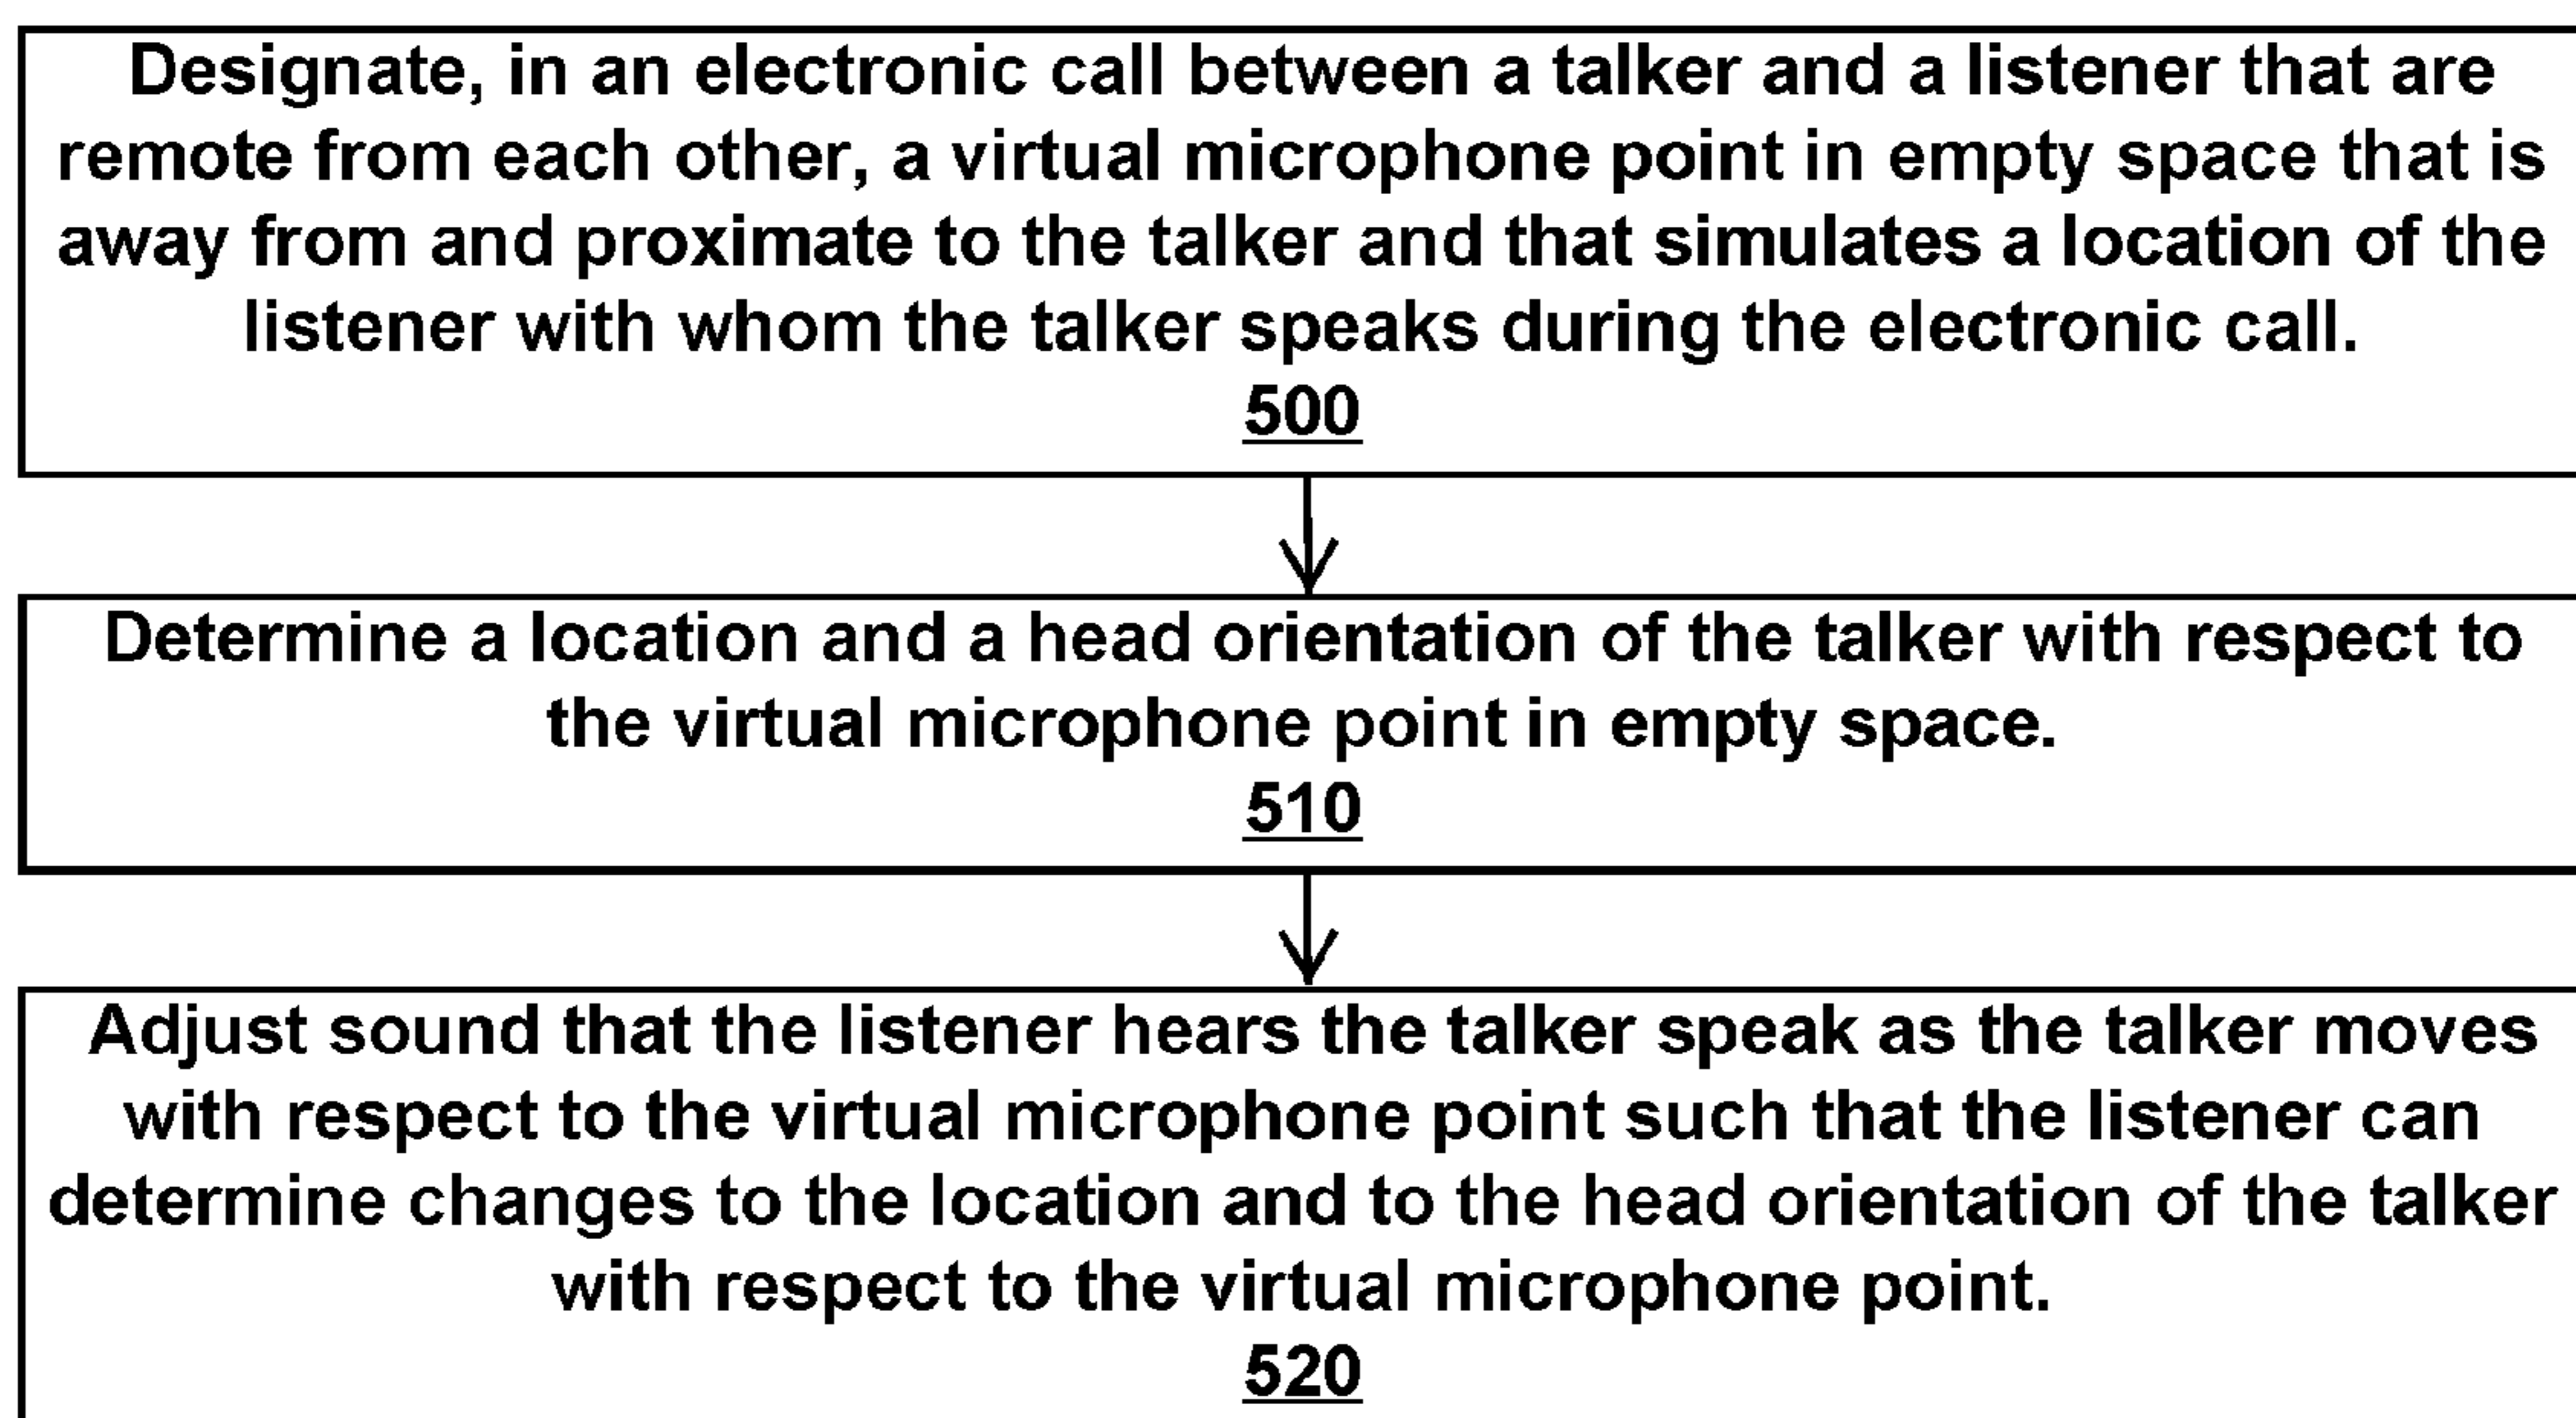 Designate, in an electronic call between a talker and a listener that are
remote from each other, a virtual microphone point in empty space that is
away from and proximate to the talker and that simulates a location of the
listener with whom the talker speaks during the electronic call.
500
Determine a location and a head orientation of the talker with respect to
the virtual microphone point in empty space.
510
Adjust sound that the listener hears the talker speak as the talker moves
with respect to the virtual microphone point such that the listener can
determine changes to the location and to the head orientation of the talker
with respect to the virtual microphone point.
520